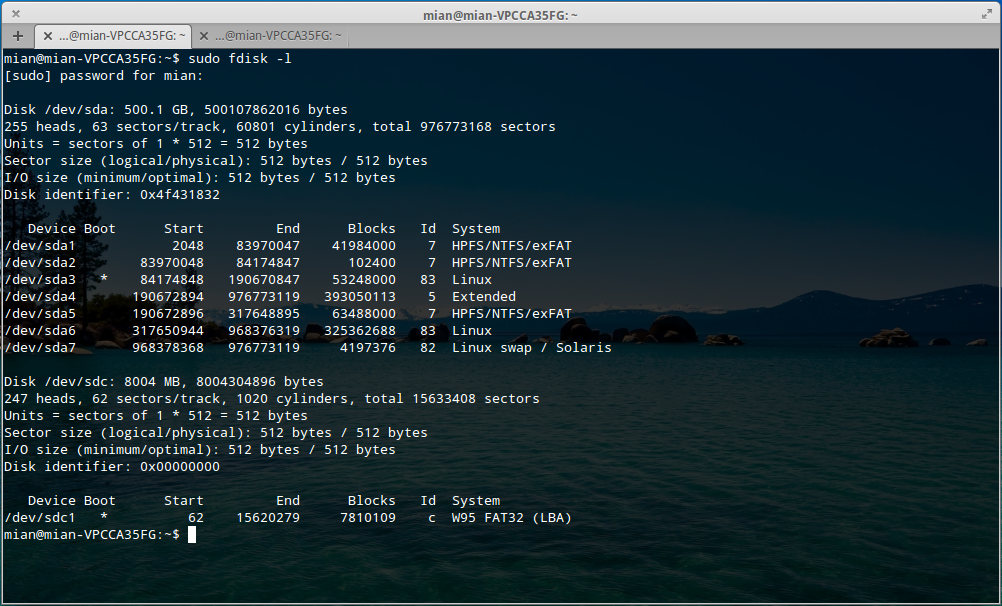 mian@mian-VPCCA35FG: ~
...@mian-VPCCA35FG: ~
...@mian-VPCCA35FG: ~
mian@mian-VPCCA35FG:~$ sudo fdisk -l
[sudo] password for mian:
Disk /dev/sda: 500.1 GB, 500107862016 bytes
255 heads, 63 sectors/track, 60801 cylinders, total 976773168 sectors
Units = sectors of 1 * 512 = 512 bytes
Sector size (logical/physical): 512 bytes / 512 bytes
I/O size (minimum/optimal): 512 bytes / 512 bytes
Disk identifier: 0x4f431832
Device Boot Start End Blocks Id System
/dev/sda1 2048 83970047 41984000 7 HPFS/NTFS/exFAT
/dev/sda2 83970048 84174847 102400 7 HPFS/NTFS/exFAT
/dev/sda3 * 84174848 190670847 53248000 83 Linux
/dev/sda4 190672894 976773119 393050113 5 Extended
/dev/sda5 190672896 317648895 63488000 7 HPFS/NTFS/exFAT
/dev/sda6 317650944 968376319 325362688 83 Linux
/dev/sda7 968378368 976773119 4197376 82 Linux swap / Solaris
Disk /dev/sdc: 8004 MB, 8004304896 bytes
247 heads, 62 sectors/track, 1020 cylinders, total 15633408 sectors
Units = sectors of 1 * 512 = 512 bytes
Sector size (logical/physical): 512 bytes / 512 bytes
I/O size (minimum/optimal): 512 bytes / 512 bytes
Disk identifier: 0x00000000
Device Boot Start End Blocks Id System
/dev/sdc1 * 62 15620279 7810109 c W95 FAT32 (LBA)
mian@mian-VPCCA35FG:~$